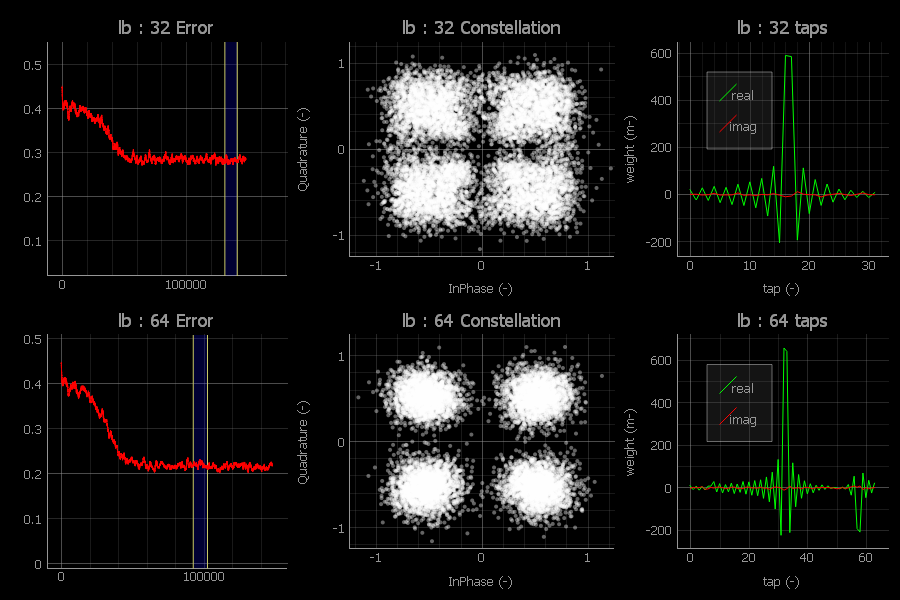 lb : 32 Error
0.5
0.4
0.3
0.2
0.1
0
100000
lb : 32 Constellation
Quadrature (-)
1
0
-1
-1
0
1
InPhase (-)
lb : 32 taps
weight (m-)
600
400
200
0
-200
real
imag
0
10
20
30
tap (-)
lb : 64 Error
0.5
0.4
0.3
0.2
0.1
0
0
100000
lb : 64 Constellation
Quadrature (-)
1
0
-1
-1
0
1
InPhase (-)
lb : 64 taps
weight (m-)
600
400
200
0
-200
real
imag
0
20
40
60
tap (-)